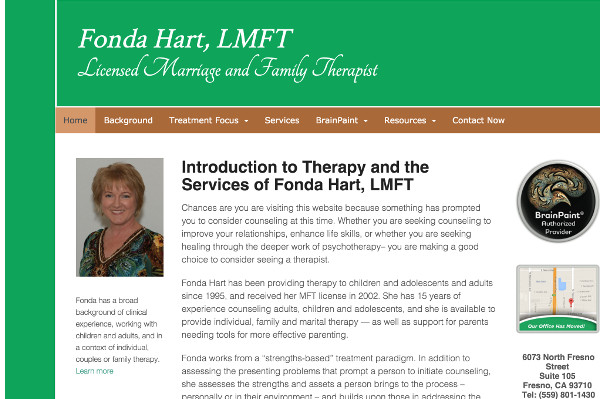 Fonda Hart, LMFT
Licensed Marriage and Family Therapist
Home Background Treatment Focus Services BrainPaint Resources Contact Now
Introduction to Therapy and the
Services of Fonda Hart, LMFT
Chances are you are visiting this website because something has prompted
you to consider counseling at this time. Whether you are seeking counseling to
improve your relationships, enhance life skills, or whether you are seeking
healing through the deeper work of psychotherapy– you are making a good
choice to consider seeing a therapist.
Fonda Hart has been providing therapy to children and adolescents and adults
since 1995, and received her MFT license in 2002. She has 15 years of
experience counseling adults, children and adolescents, and she is available to
provide individual, family and marital therapy — as well as support for parents
needing tools for more effective parenting.
Fonda works from a “strengths-based” treatment paradigm. In addition to
assessing the presenting problems that prompt a person to initiate counseling,
she assesses the strengths and assets a person brings to the process –
personally or in their environment – and builds upon those in addressing the
Fonda has a broad
background of clinical
experience, working with
children and adults, and in
a context of individual,
couples or family therapy.
Learn more
BrainPaint®
Authorized
Provider
Our Office Has Moved!
6073 North Fresno
Street
Suite 105
Fresno, CA 93710
Tel: (559) 801-1430